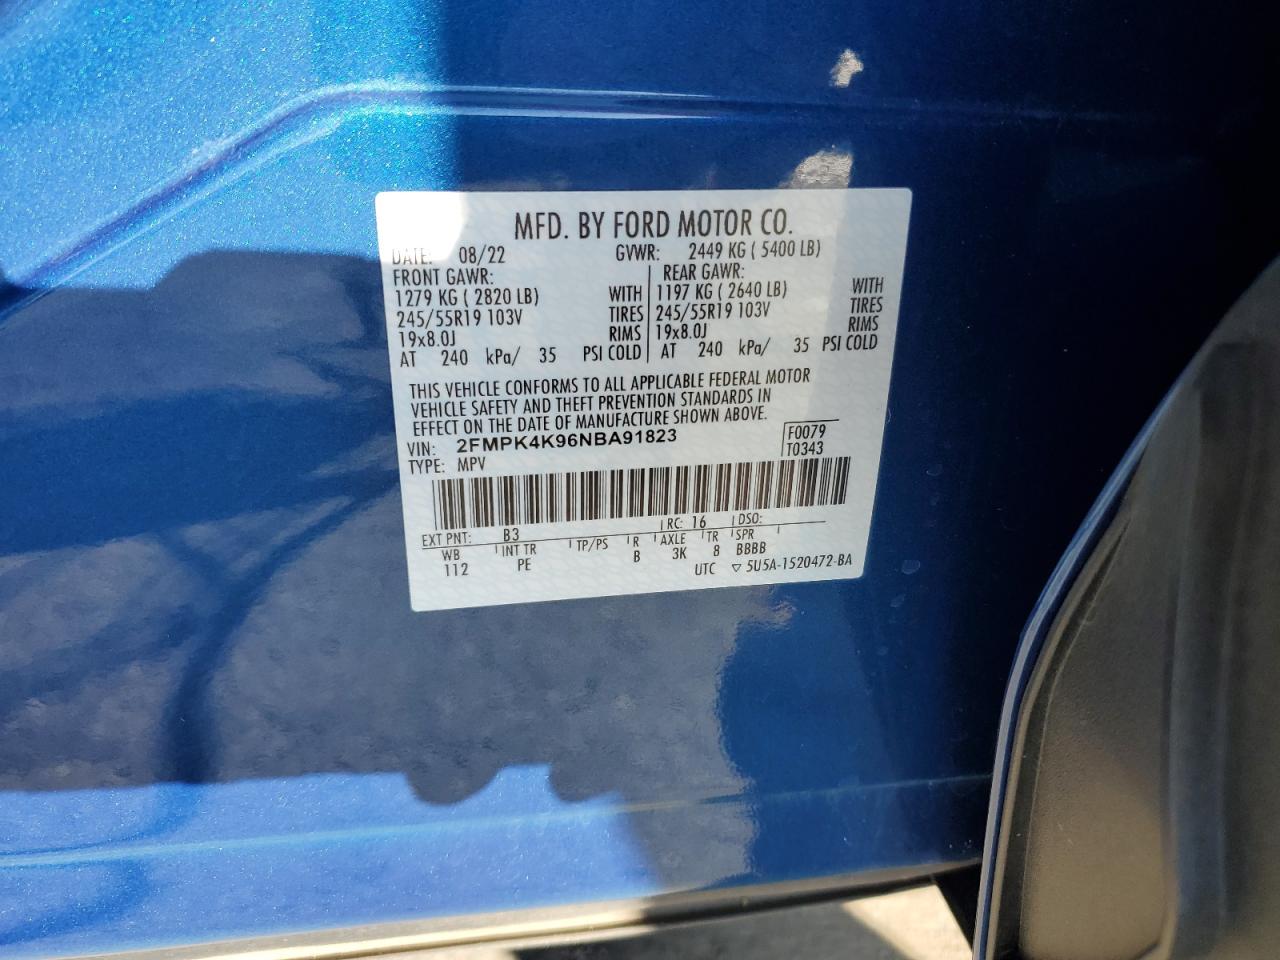 MFD. BY FORD MOTOR CO.
DATE: 08/22 GVWR: 2449 KG ( 5400 LB)
FRONT GAWR: REAR GAWR:
1279 KG ( 2820 LB) WITH 1197 KG ( 2640 LB) WITH
245/55R19 103V TIRES 245/55R19 103V TIRES
19x8.0J RIMS 19x8.0J RIMS
AT 240 kPa/ 35 PSI COLD AT 240 kPa/ 35 PSI COLD
THIS VEHICLE CONFORMS TO ALL APPLICABLE FEDERAL MOTOR
VEHICLE SAFETY AND THEFT PREVENTION STANDARDS IN
EFFECT ON THE DATE OF MANUFACTURE SHOWN ABOVE.
VIN: 2FMPK4K96NBA91823 F0079
TYPE: MPV T0343
EXT PNT: B3 RC: 16 DSO:
WB INT TR TP/PS R AXLE TR SPR
112 PE B 3K 8 BBBB
UTC ▽ 5U5A-1520472-BA